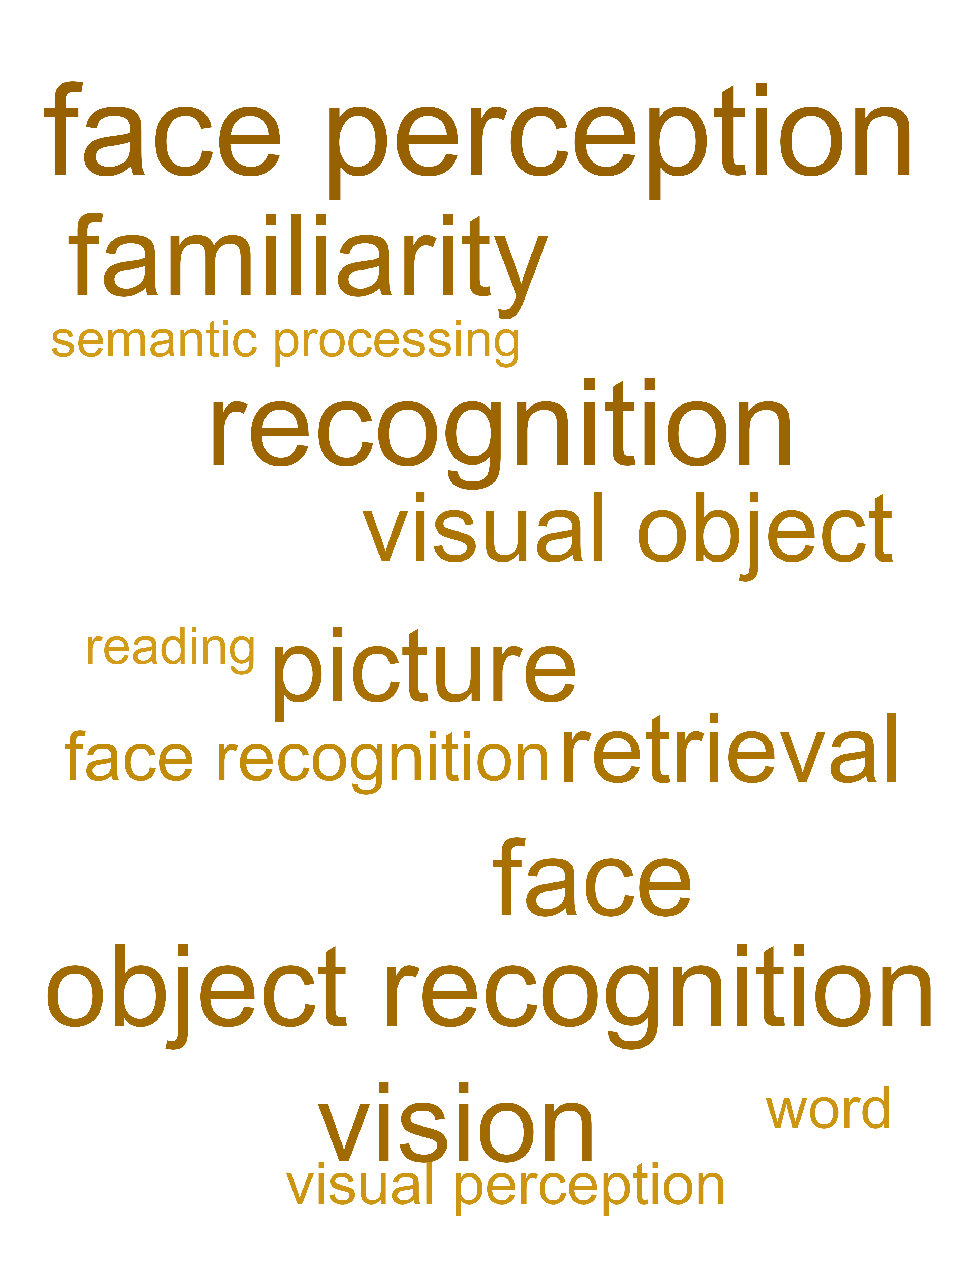 face perception
familiarity
semantic processing
recognition
visual object
reading picture
face recognition retrieval
face
object recognition
vision word
visual perception